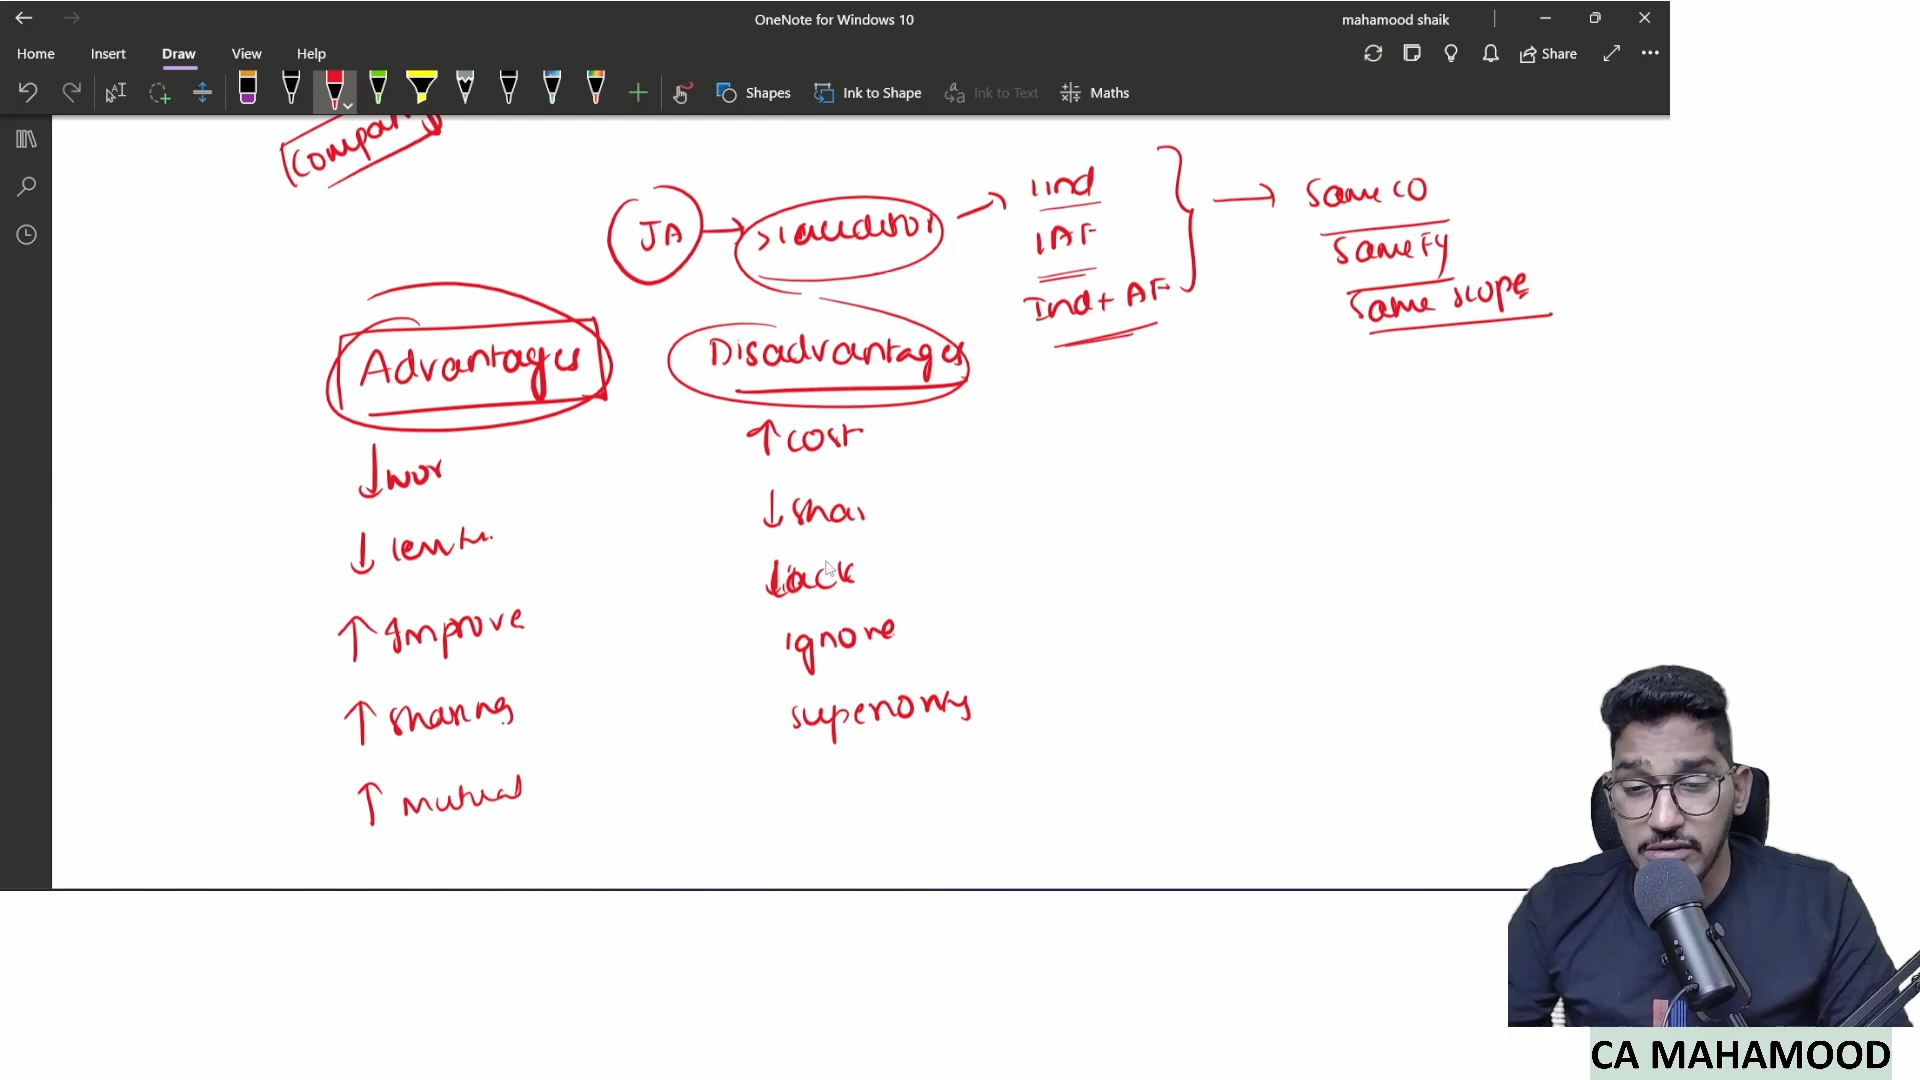 OneNote for Windows 10
mahamood shaik
Home Insert Draw View Help
Share
Shapes Ink to Shape Ink to Text Maths
Company
JA
Ind
IAF
Ind + AF
Same CO
Same FY
Same scope
Advantages
↓ wor
↑ Improve
↑ Sharing
↑ mutual
Disadvantages
↑ cost
↓ shar
Lack
ignore
CA MAHAMOOD